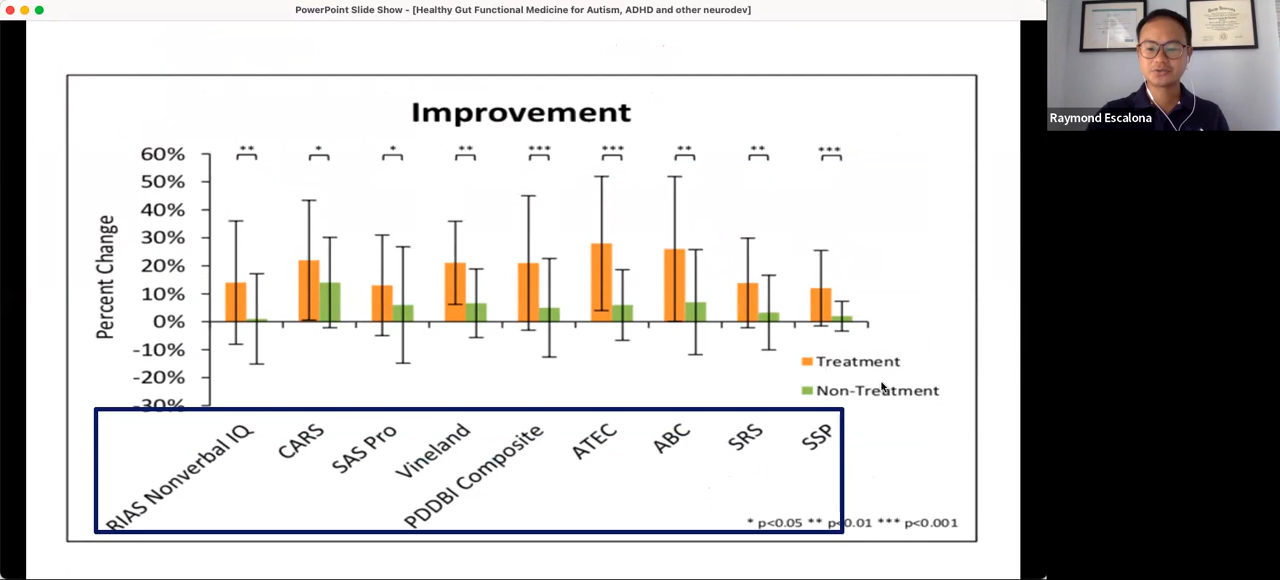 PowerPoint Slide Show - [Healthy Gut Functional Medicine for Autism, ADHD and other neurodev]
Raymond Escalona
Improvement
** * * ** *** *** ** ** ***
Percent Change
60%
50%
40%
30%
20%
10%
0%
-10%
-20%
-30%
Treatment
Non-Treatment
RIAS Nonverbal IQ
CARS
SAS Pro
Vineland
PDDBI Composite
ATEC
ABC
SRS
SSP
* p<0.05 ** p<0.01 *** p<0.001